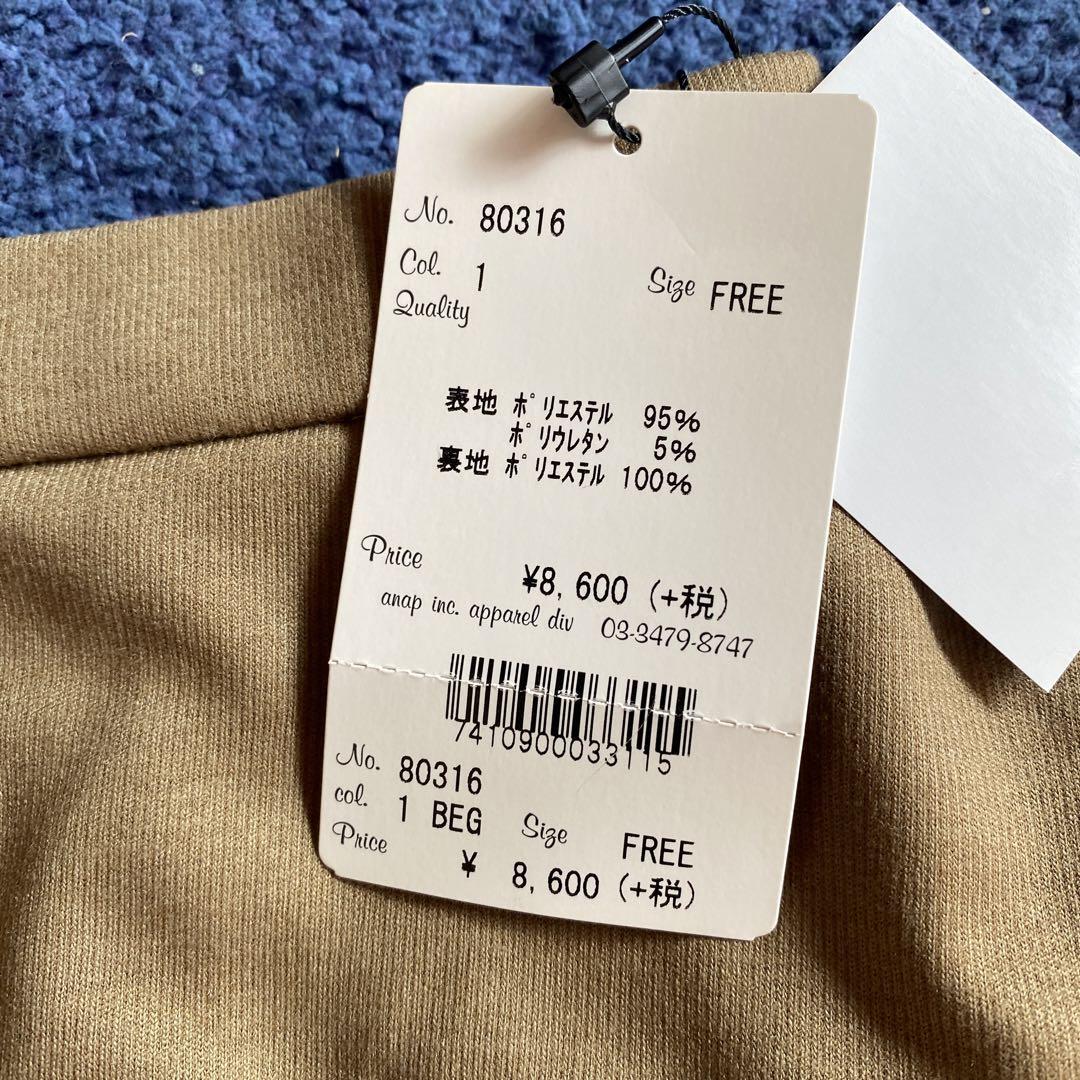 No. 80316
Col. 1 Size FREE
Quality
表地 ﾎﾟﾘｴｽﾃﾙ 95%
ﾎﾟﾘｳﾚﾀﾝ 5%
裏地 ﾎﾟﾘｴｽﾃﾙ 100%
Price ¥8,600 (+税)
anap inc. apparel div 03-3479-8747
7410900033115
No. 80316
col. 1 BEG Size FREE
Price ¥ 8,600 (+税)